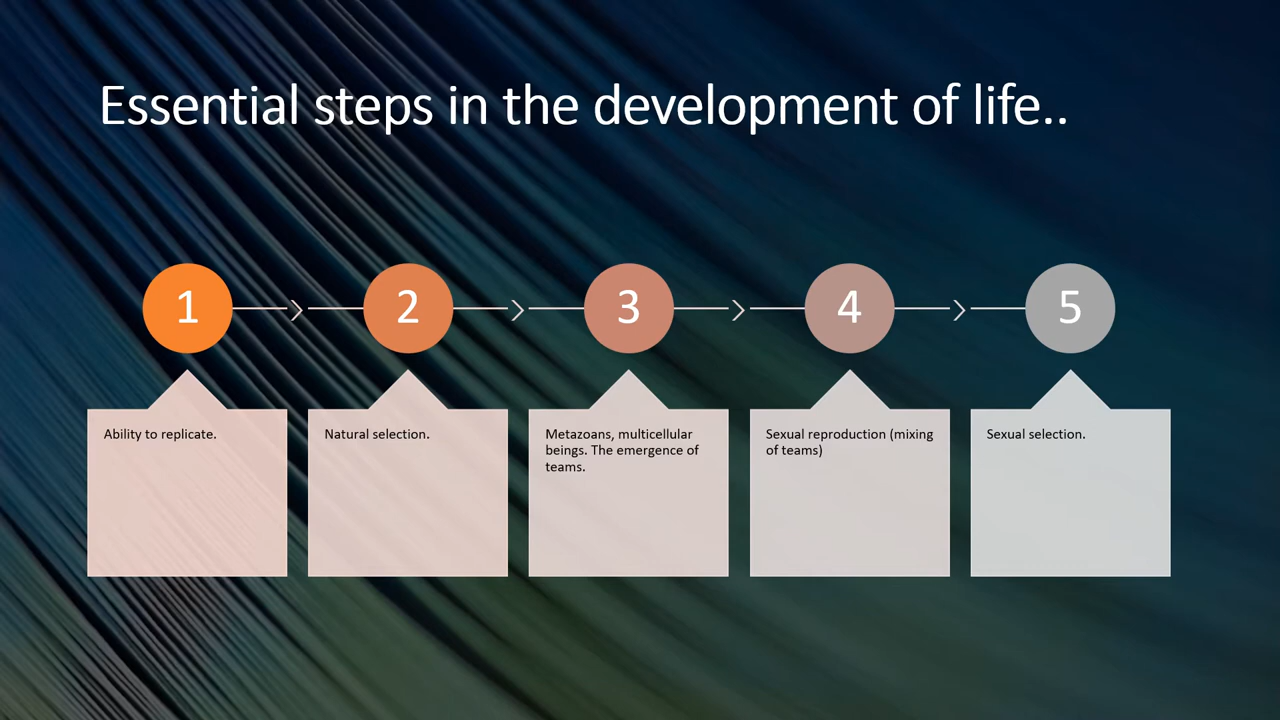 Essential steps in the development of life..
1
2
3
4
5
Ability to replicate.
Natural selection.
Metazoans, multicellular
beings. The emergence of
teams.
Sexual reproduction (mixing
of teams)
Sexual selection.